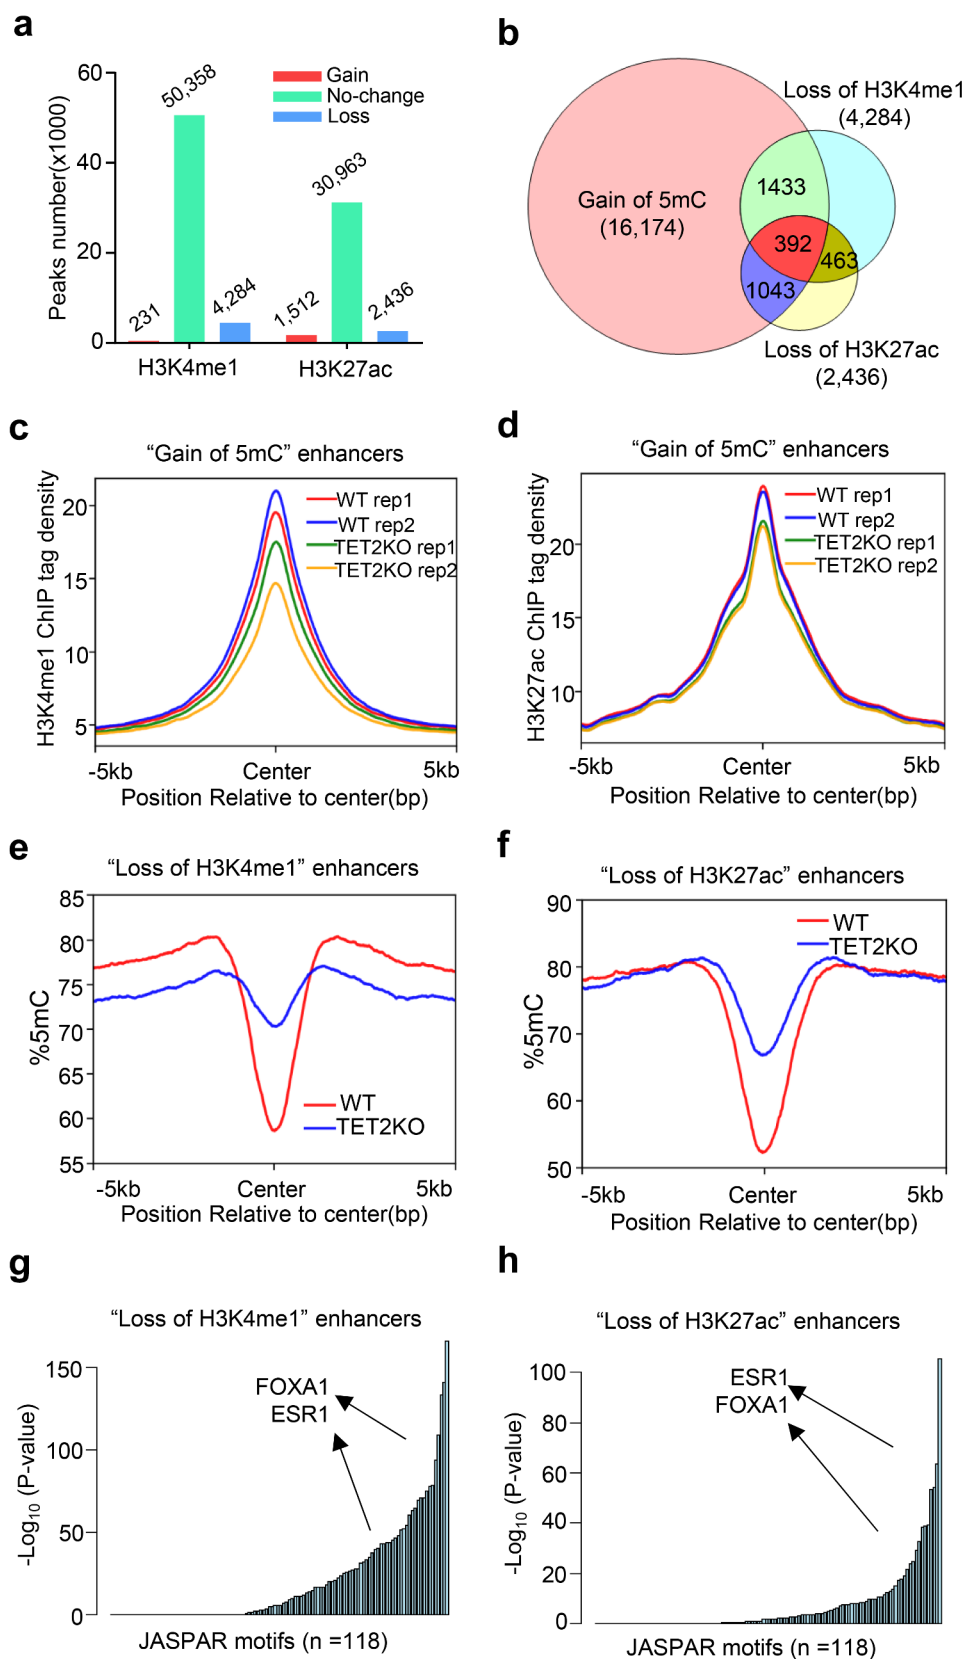 a
60
40
20
0
Peaks number(x1000)
Gain
No-change
Loss
231
50,358
4,284
1,512
30,963
2,436
H3K4me1
H3K27ac
b
Loss of H3K4me1
(4,284)
Gain of 5mC
(16,174)
1433
392
463
1043
Loss of H3K27ac
(2,436)
c
“Gain of 5mC” enhancers
H3K4me1 ChIP tag density
20
15
10
5
WT rep1
WT rep2
TET2KO rep1
TET2KO rep2
-5kb
Center
5kb
Position Relative to center(bp)
d
“Gain of 5mC” enhancers
H3K27ac ChIP tag density
20
15
10
WT rep1
WT rep2
TET2KO rep1
TET2KO rep2
-5kb
Center
5kb
Position Relative to center(bp)
e
“Loss of H3K4me1” enhancers
%5mC
85
80
75
70
65
60
55
WT
TET2KO
-5kb
Center
5kb
Position Relative to center(bp)
f
“Loss of H3K27ac” enhancers
%5mC
90
80
70
60
50
WT
TET2KO
-5kb
Center
5kb
Position Relative to center(bp)
g
“Loss of H3K4me1” enhancers
-Log10 (P-value)
150
100
50
0
FOXA1
ESR1
JASPAR motifs (n =118)
h
“Loss of H3K27ac” enhancers
-Log10 (P-value)
100
80
60
40
20
0
ESR1
FOXA1
JASPAR motifs (n =118)